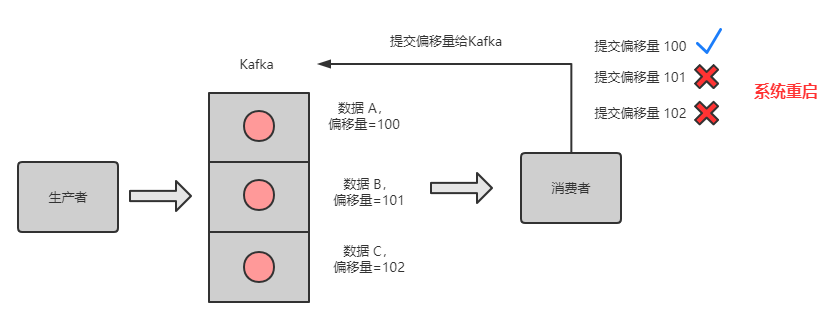 提交偏移量给Kafka
提交偏移量 100
提交偏移量 101
提交偏移量 102
系统重启
Kafka
数据 A，
偏移量=100
生产者
数据 B，
偏移量=101
消费者
数据 C，
偏移量=102